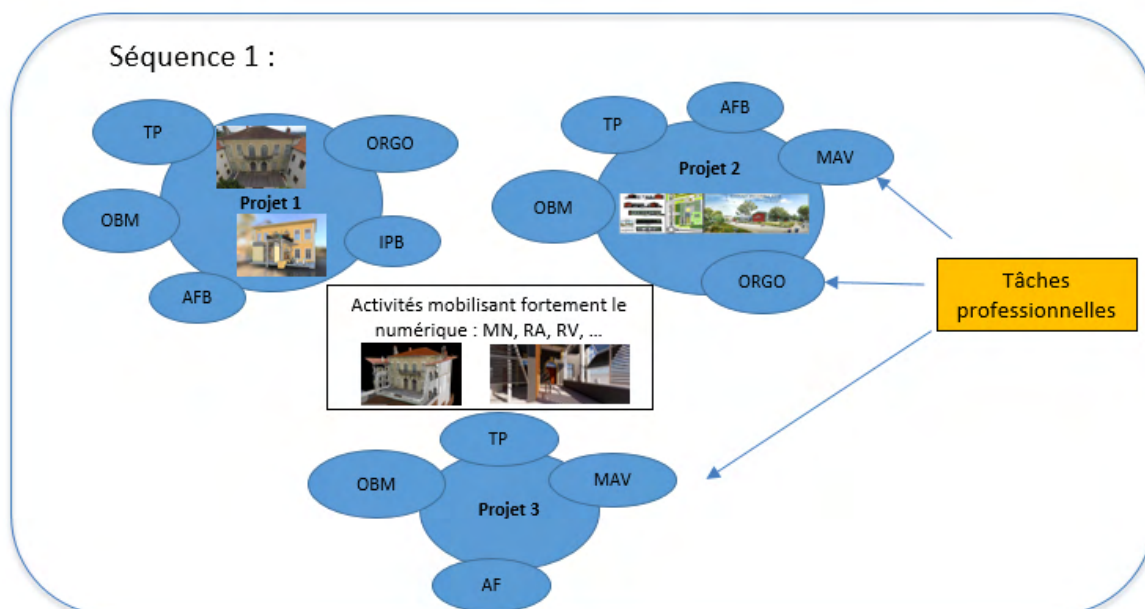 Séquence 1 :
TP
ORGO
Projet 1
OBM
IPB
AFB
AFB
TP
MAV
Projet 2
OBM
ORGO
Tâches
professionnelles
Activités mobilisant fortement le
numérique : MN, RA, RV, ...
TP
OBM
MAV
Projet 3
AF